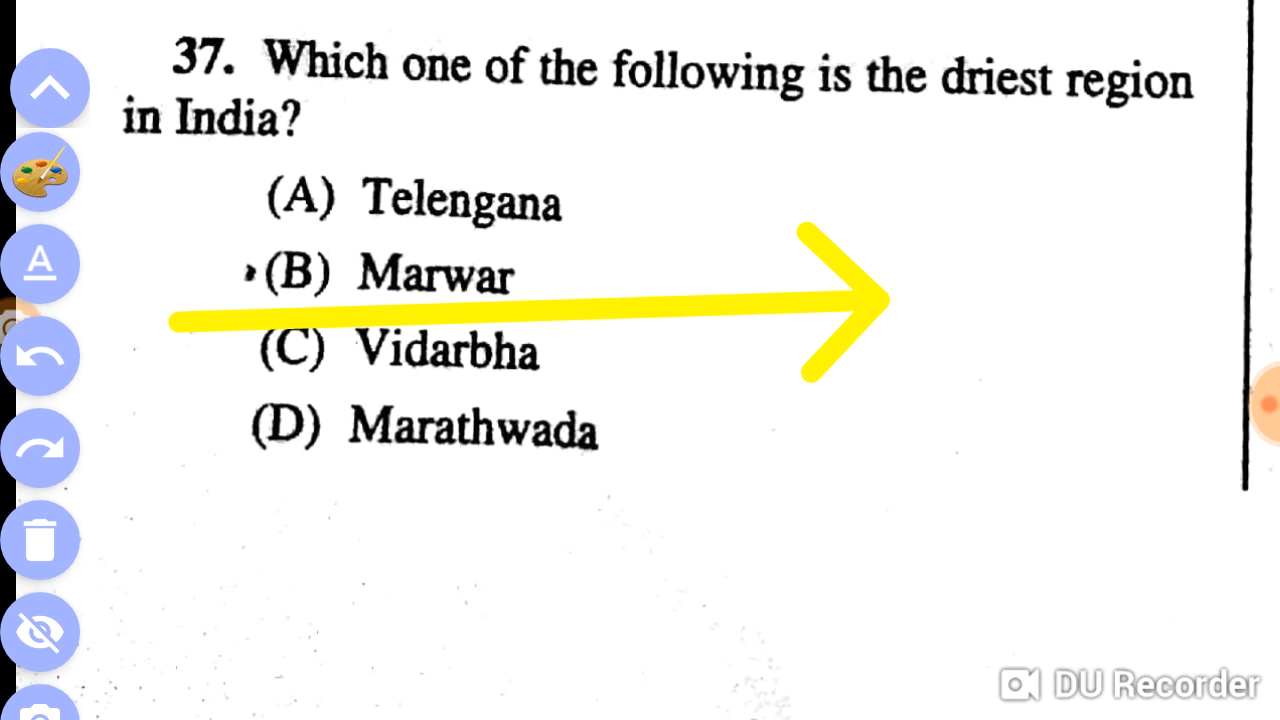 37. Which one of the following is the driest region
in India?
(A) Telengana
(B) Marwar
(C) Vidarbha
(D) Marathwada
A
DU Recorder